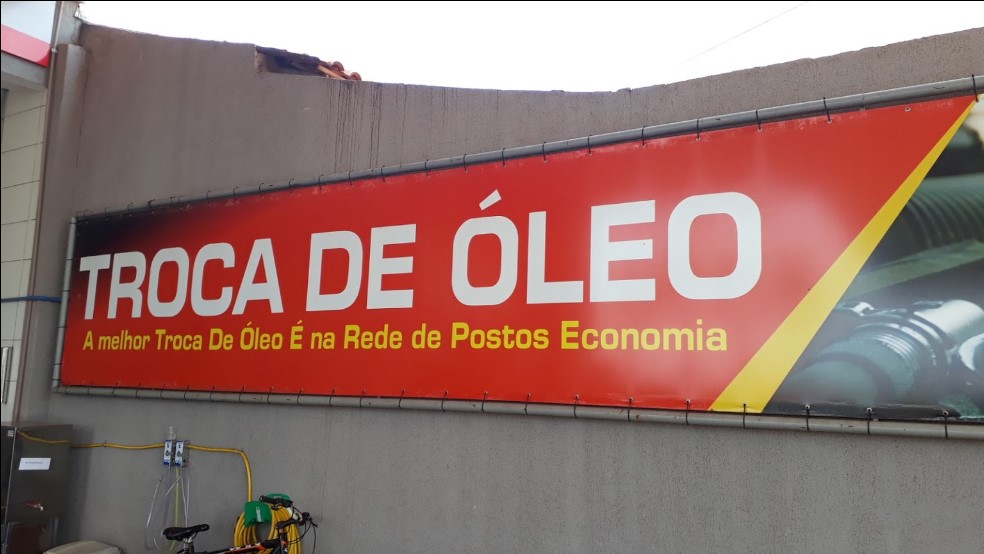 TROCA DE ÓLEO
A melhor Troca De Óleo É na Rede de Postos Economia